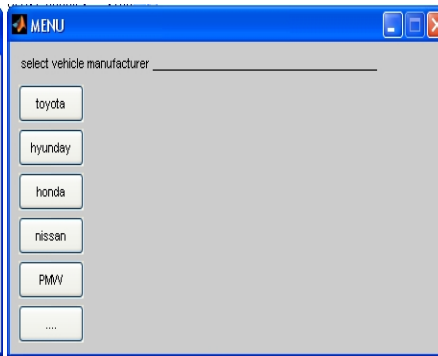 MENU
select vehicle manufacturer
toyota
hyunday
honda
nissan
PMW
....